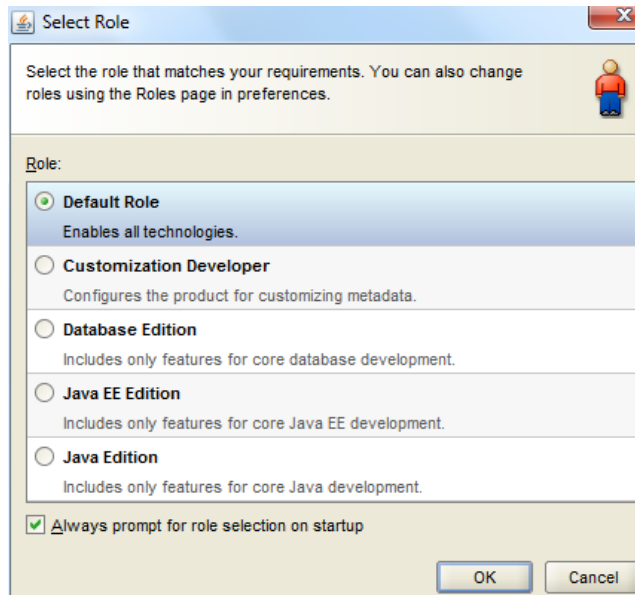 Select Role
Select the role that matches your requirements. You can also change
roles using the Roles page in preferences.
Role:
Default Role
Enables all technologies.
Customization Developer
Configures the product for customizing metadata.
Database Edition
Includes only features for core database development.
Java EE Edition
Includes only features for core Java EE development.
Java Edition
Includes only features for core Java development.
Always prompt for role selection on startup
OK Cancel